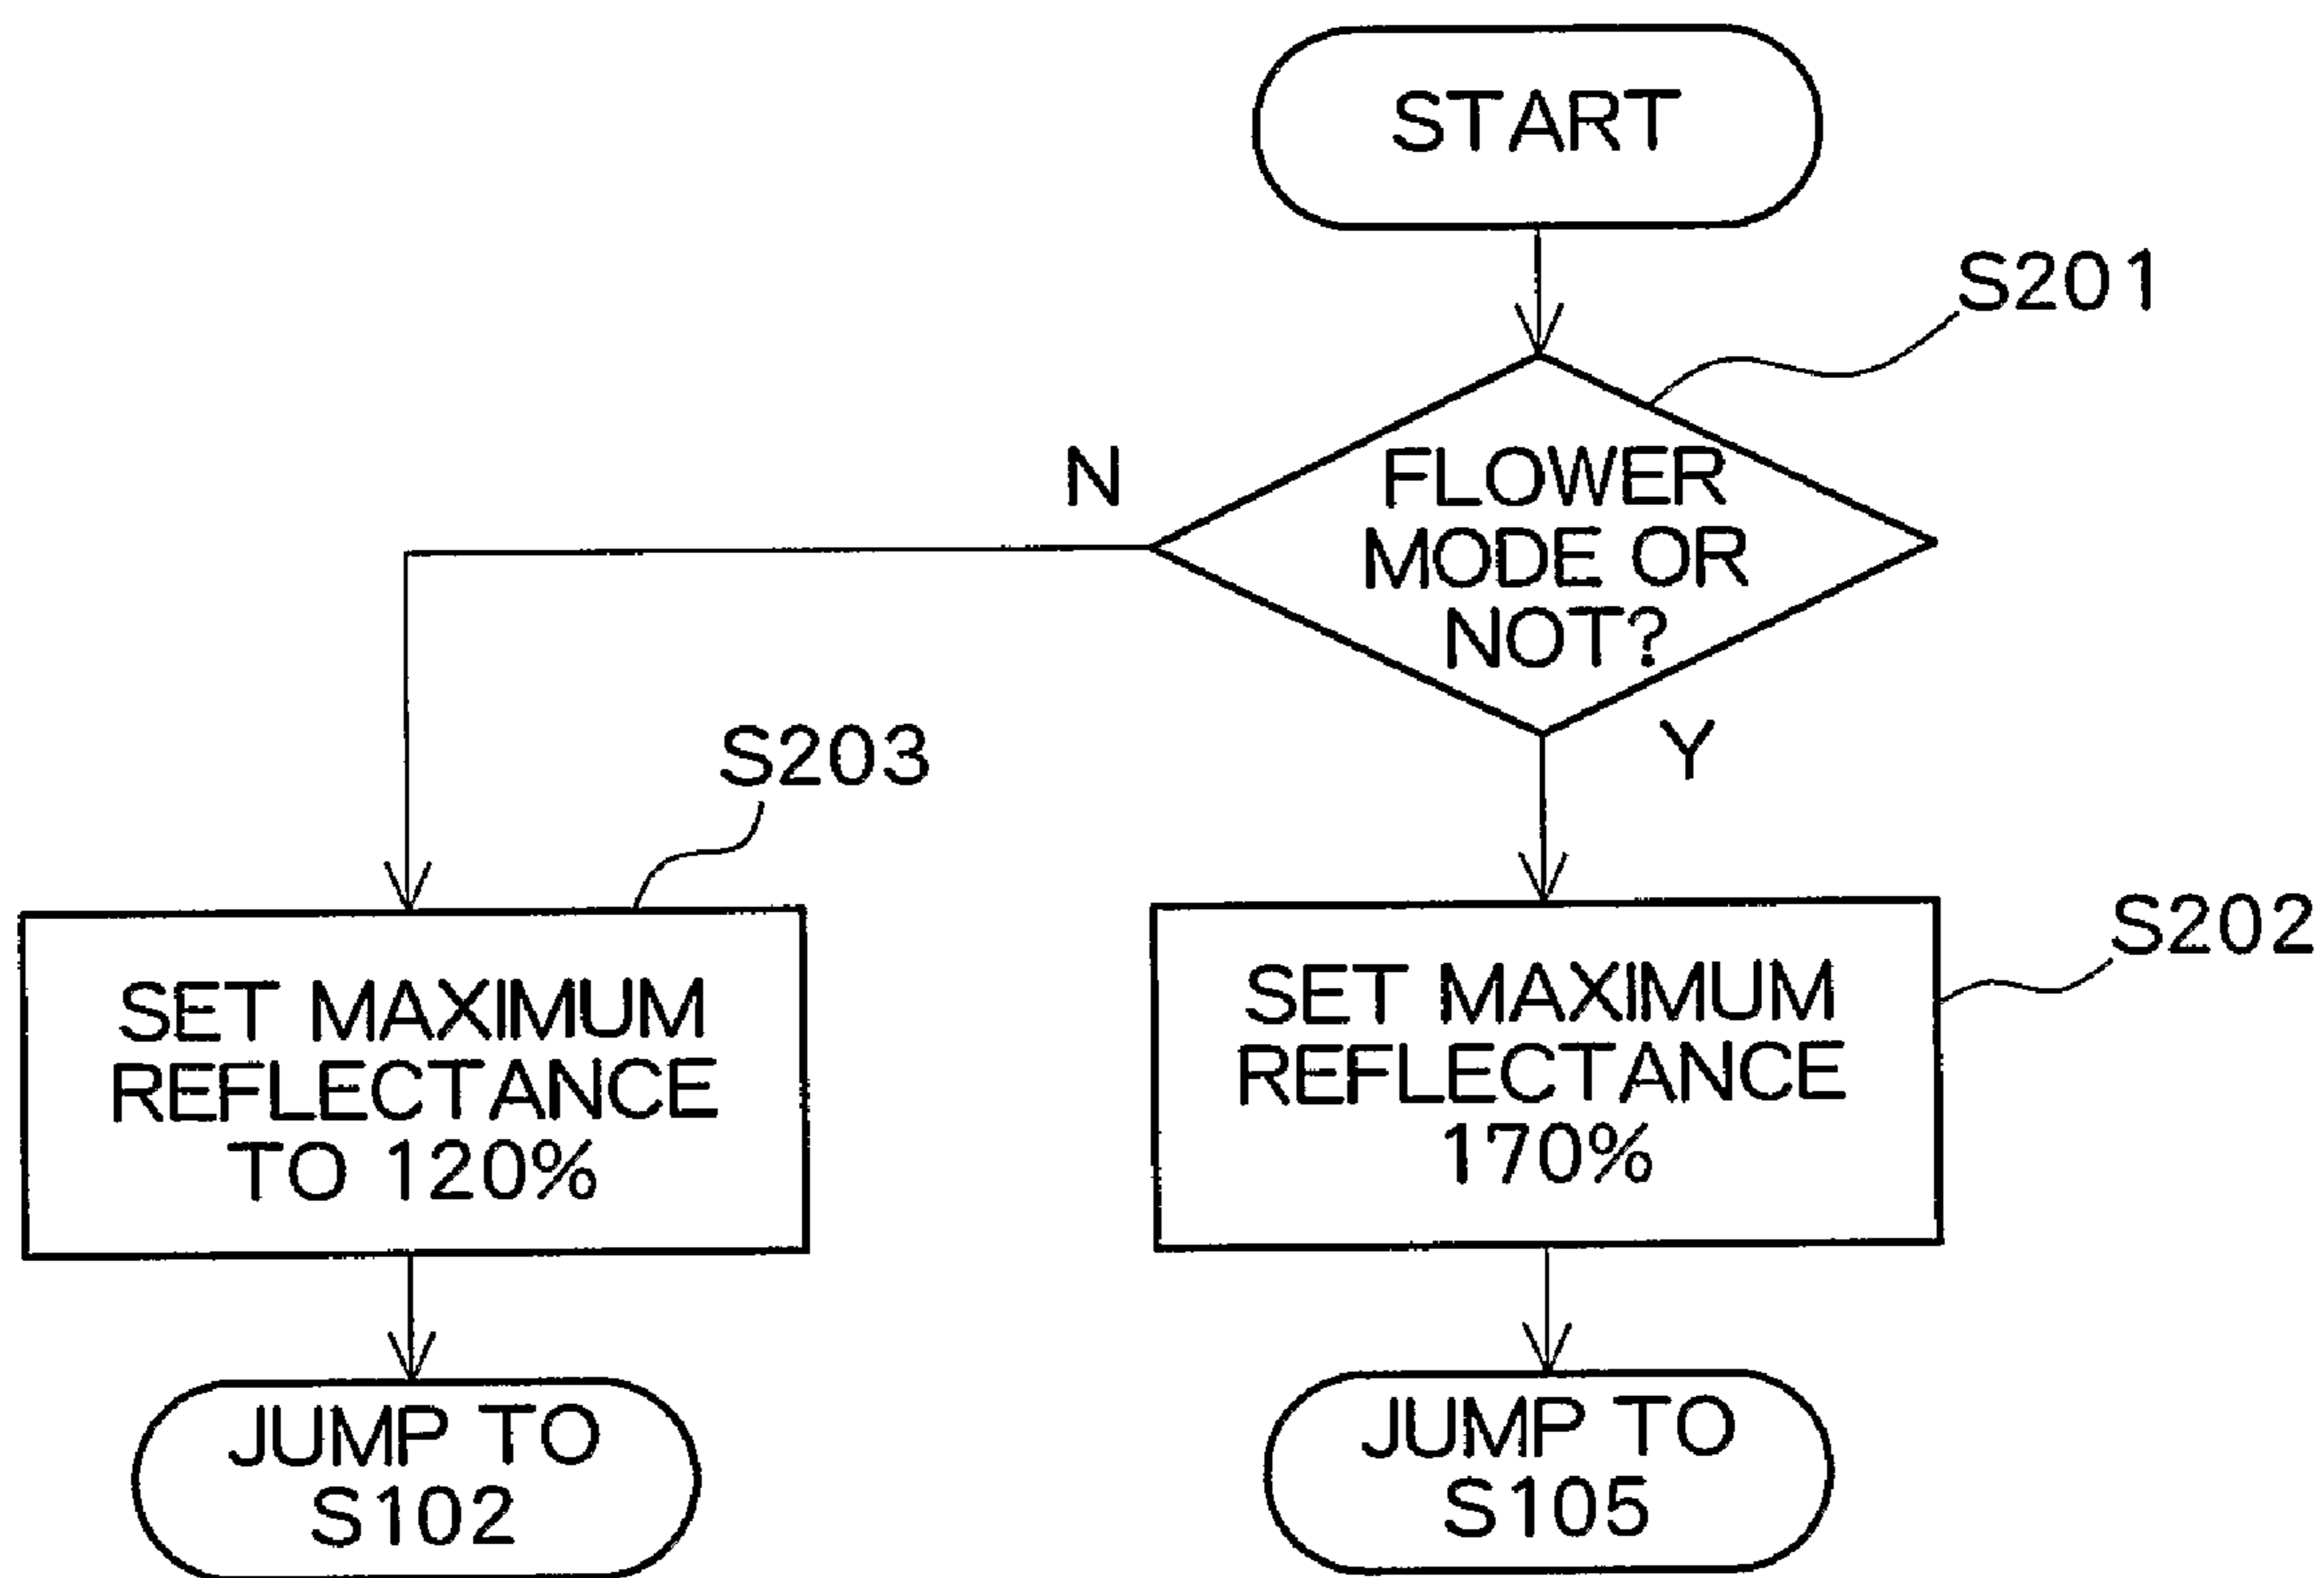 START
S201
N
FLOWER
MODE OR
NOT?
Y
S203
S202
SET MAXIMUM
REFLECTANCE
TO 120%
SET MAXIMUM
REFLECTANCE
170%
JUMP TO
S102
JUMP TO
S105